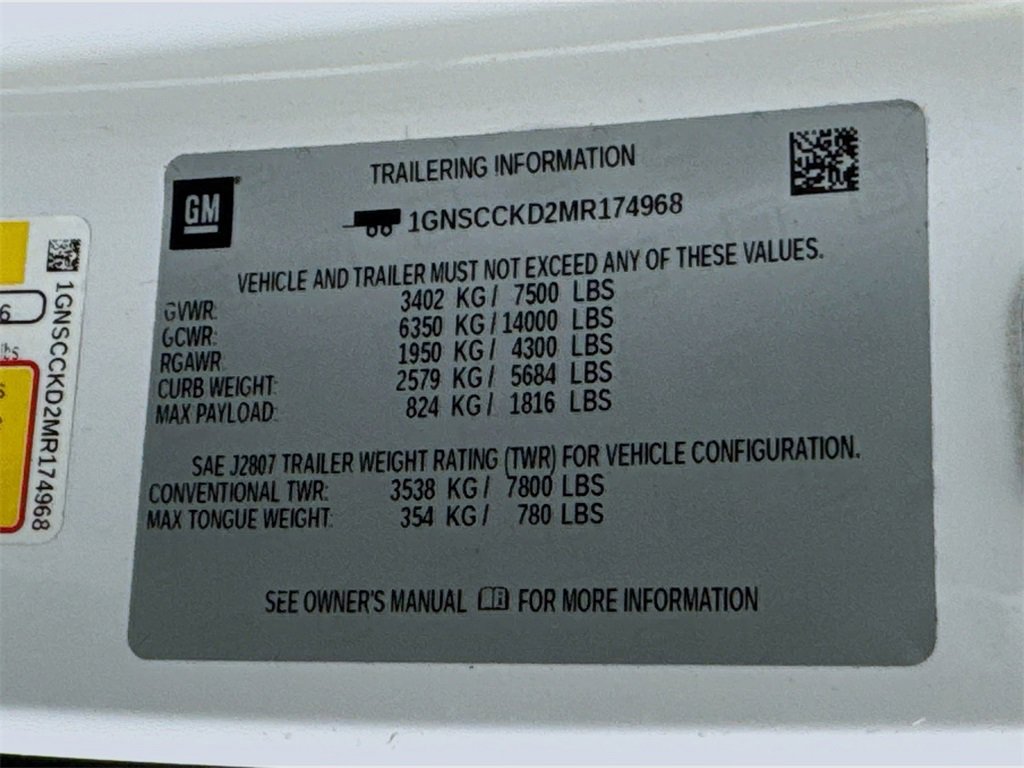 TRAILERING INFORMATION
GM
1GNSCCKD2MR174968
VEHICLE AND TRAILER MUST NOT EXCEED ANY OF THESE VALUES.
GVWR: 3402 KG / 7500 LBS
GCWR: 6350 KG / 14000 LBS
RGAWR: 1950 KG / 4300 LBS
CURB WEIGHT: 2579 KG / 5684 LBS
MAX PAYLOAD: 824 KG / 1816 LBS
SAE J2807 TRAILER WEIGHT RATING (TWR) FOR VEHICLE CONFIGURATION.
CONVENTIONAL TWR: 3538 KG / 7800 LBS
MAX TONGUE WEIGHT: 354 KG / 780 LBS
SEE OWNER'S MANUAL FOR MORE INFORMATION
1GNSCCKD2MR174968
6
lbs